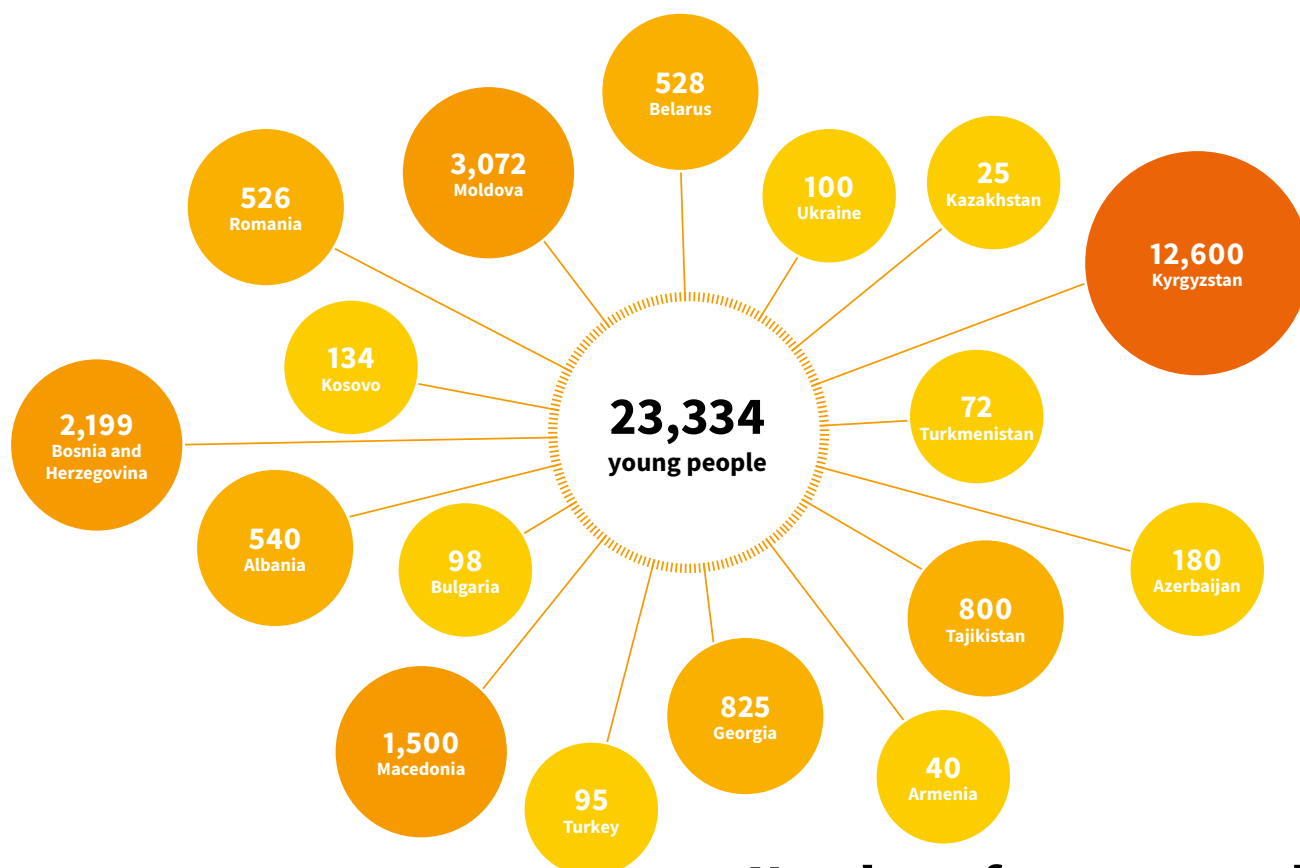 528
Belarus
3,072
Moldova
100
Ukraine
25
Kazakhstan
526
Romania
12,600
Kyrgyzstan
134
Kosovo
2,199
Bosnia and
Herzegovina
23,334
young people
72
Turkmenistan
540
Albania
98
Bulgaria
180
Azerbaijan
800
Tajikistan
1,500
Macedonia
825
Georgia
40
Armenia
95
Turkey